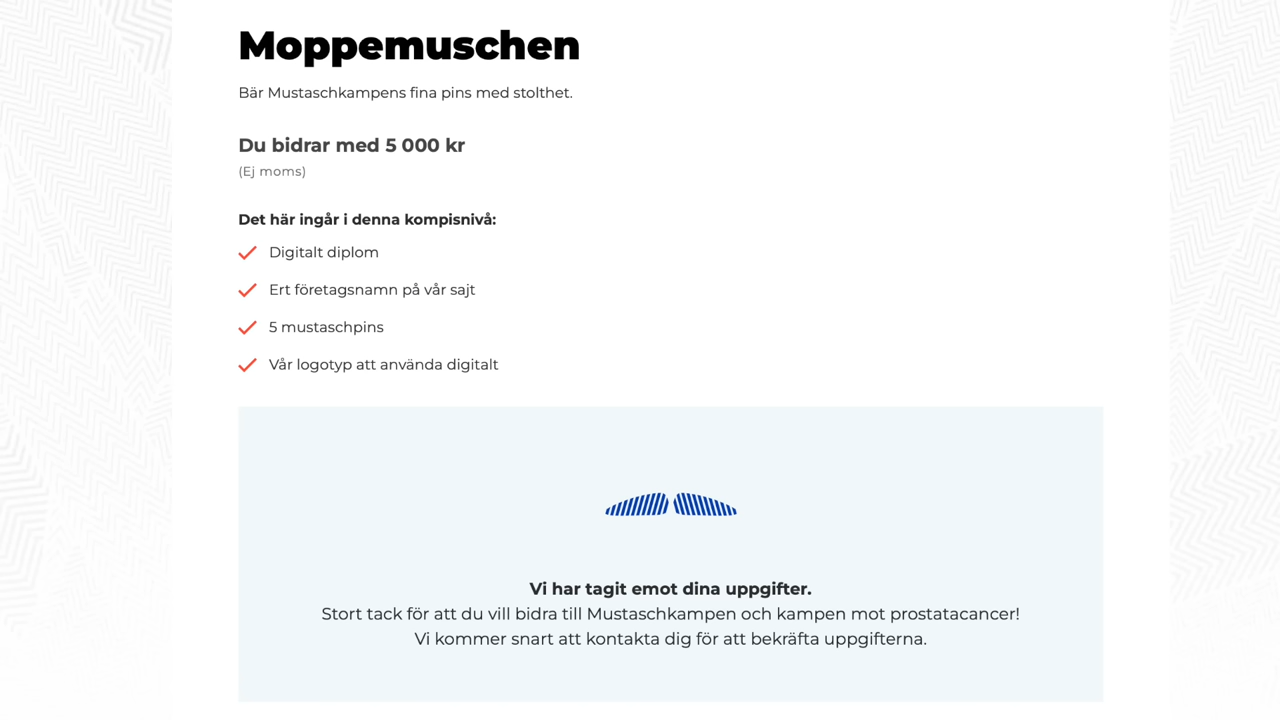 Moppemuschen
Bär Mustaschkampens fina pins med stolthet.
Du bidrar med 5 000 kr
(Ej moms)
Det här ingår i denna kompisnivå:
Digitalt diplom
Ert företagsnamn på vår sajt
5 mustaschpins
Vår logotyp att använda digitalt
Vi har tagit emot dina uppgifter.
Stort tack för att du vill bidra till Mustaschkampen och kampen mot prostatacancer!
Vi kommer snart att kontakta dig för att bekräfta uppgifterna.